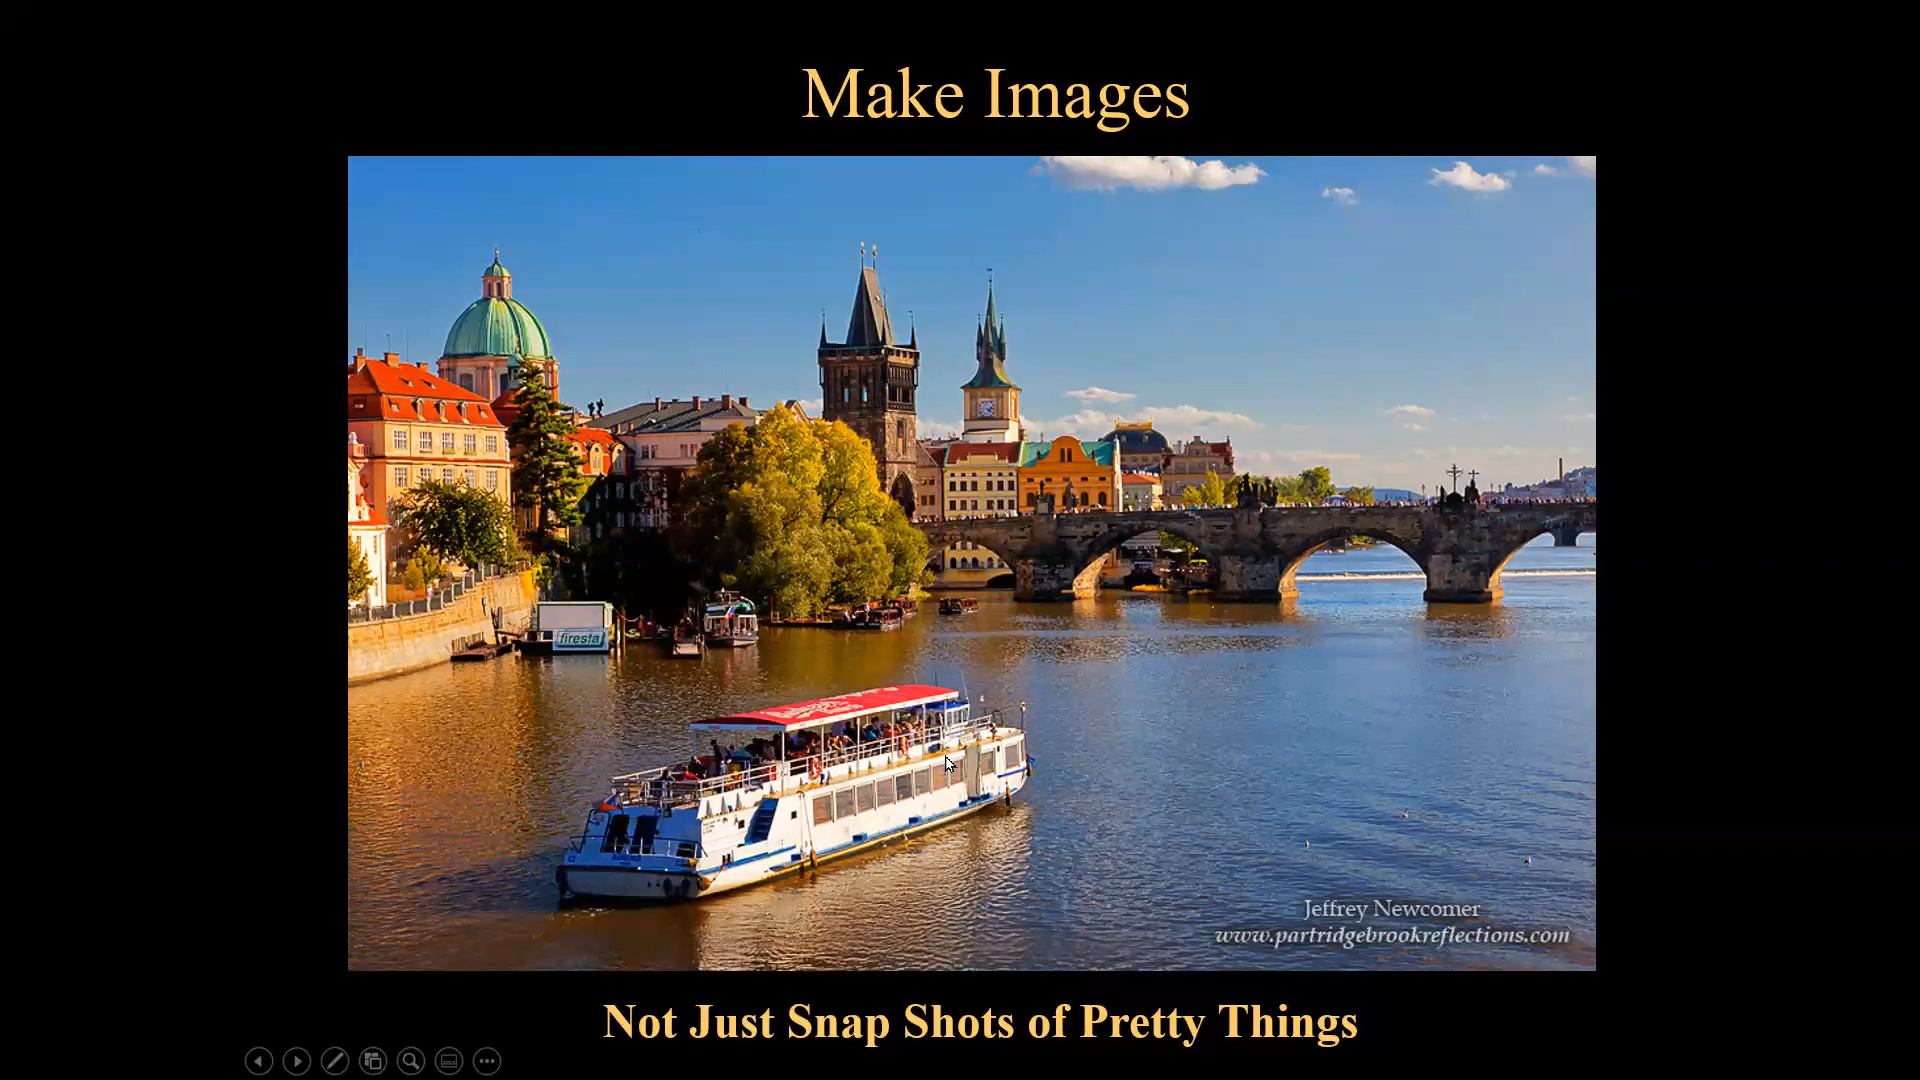 Make Images
firesta
Jeffrey Newcomer
www.partridgebrookreflections.com
Not Just Snap Shots of Pretty Things